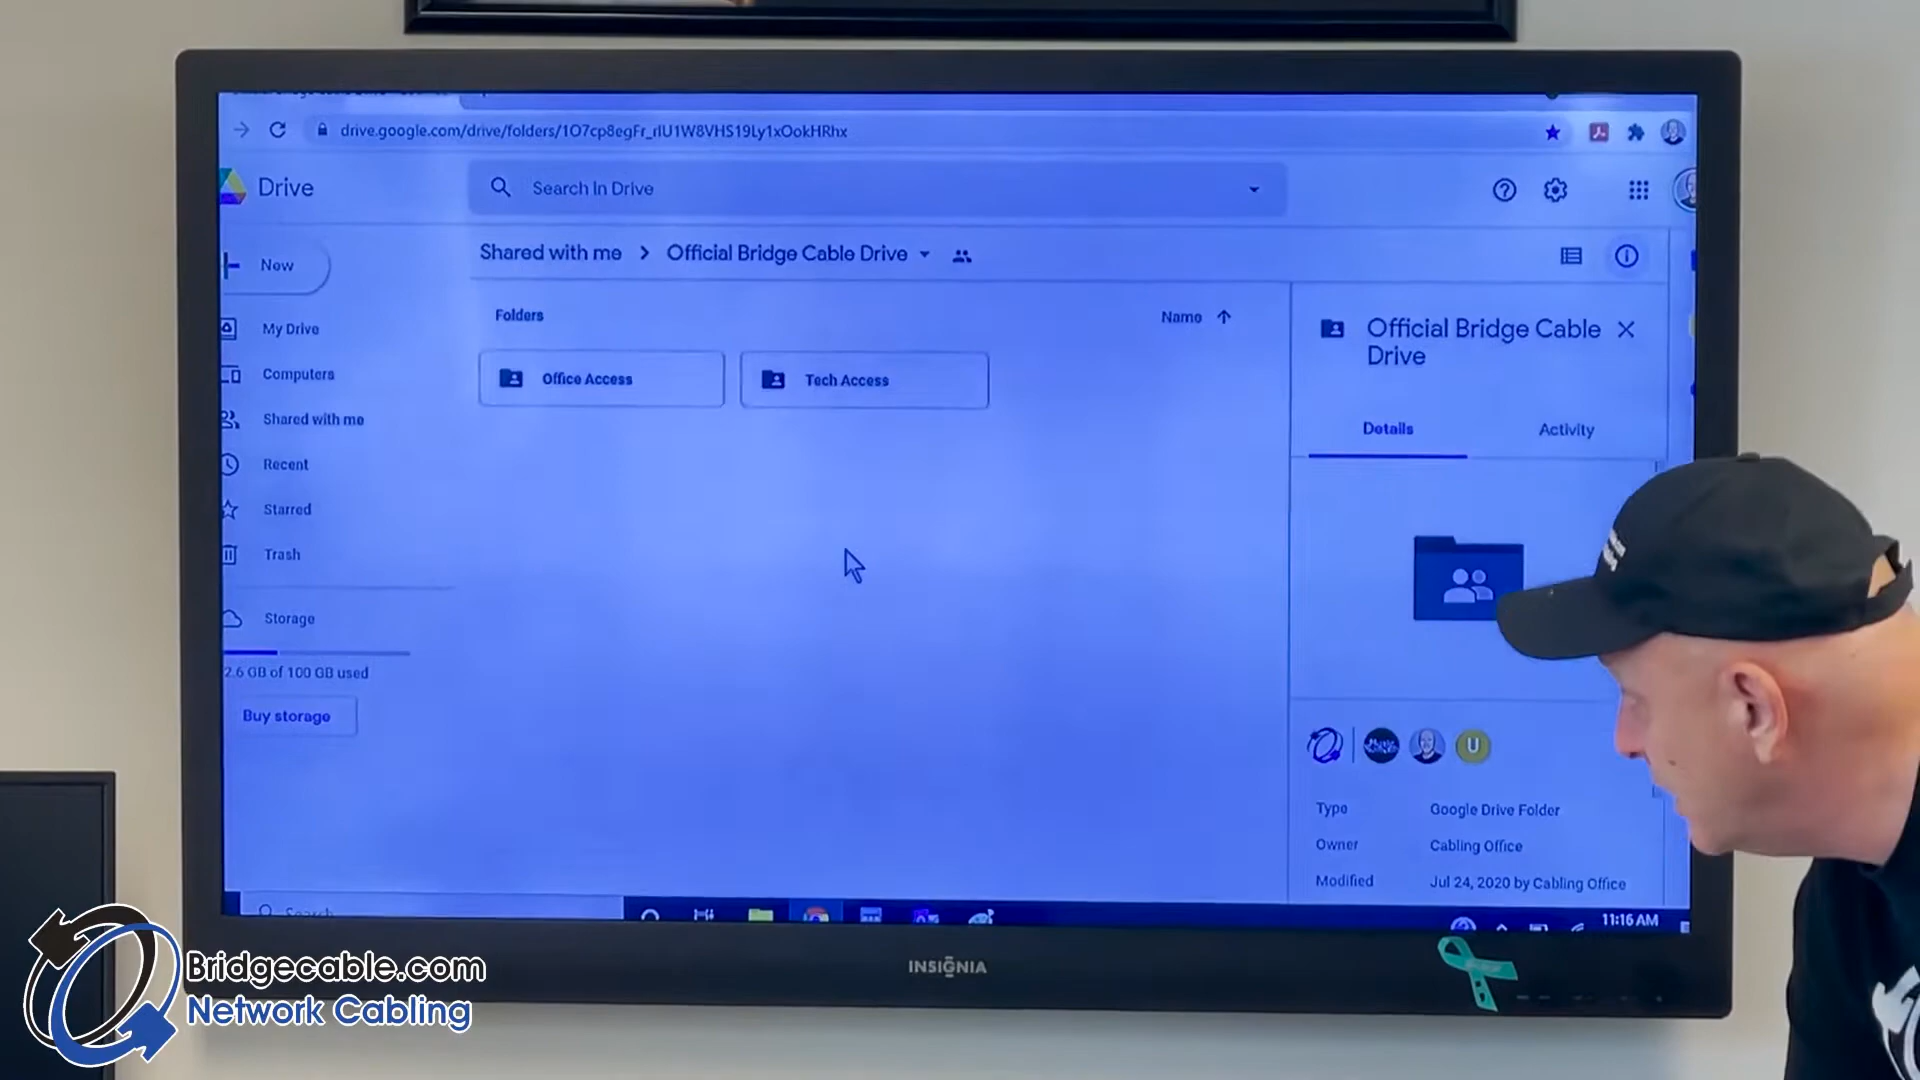 drive.google.com/drive/folders/1O7cp8egFr_rlU1W8VHS19Ly1xOokHRhx
Drive
Search in Drive
New
Shared with me > Official Bridge Cable Drive
Folders
Name
Office Access
Tech Access
My Drive
Computers
Shared with me
Recent
Starred
Trash
Storage
2.6 GB of 100 GB used
Buy storage
Official Bridge Cable
Drive
Details
Activity
U
Type Google Drive Folder
Owner Cabling Office
Modified Jul 24, 2020 by Cabling Office
Search
11:16 AM
INSIGNIA
Bridgecable.com
Network Cabling